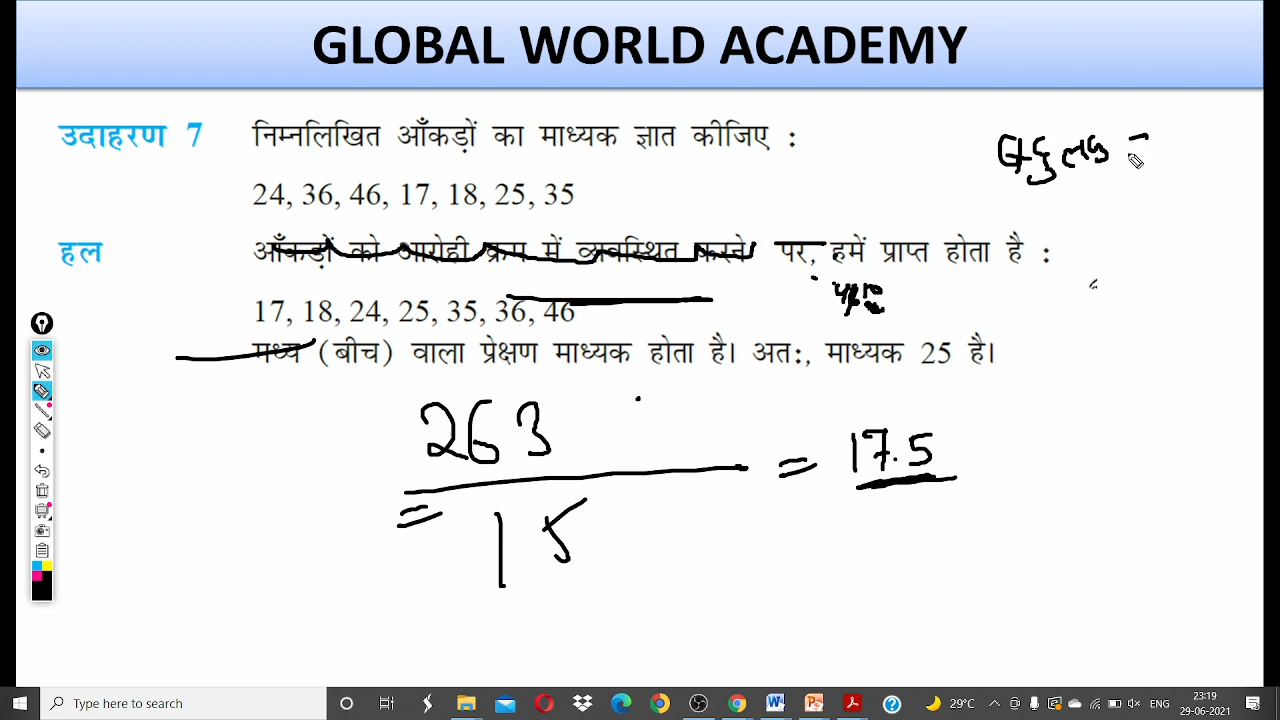 GLOBAL WORLD ACADEMY
उदाहरण 7 निम्नलिखित आँकड़ों का माध्यक ज्ञात कीजिए :
बहुलक =
24, 36, 46, 17, 18, 25, 35
हल आँकड़ों को आरोही क्रम में व्यवस्थित करने पर, हमें प्राप्त होता है :
17, 18, 24, 25, 35, 36, 46
मध्य (बीच) वाला प्रेक्षण माध्यक होता है। अत:, माध्यक 25 है।
263
= 17.5
= 15
Type here to search
29°C ENG 23:19
29-06-2021